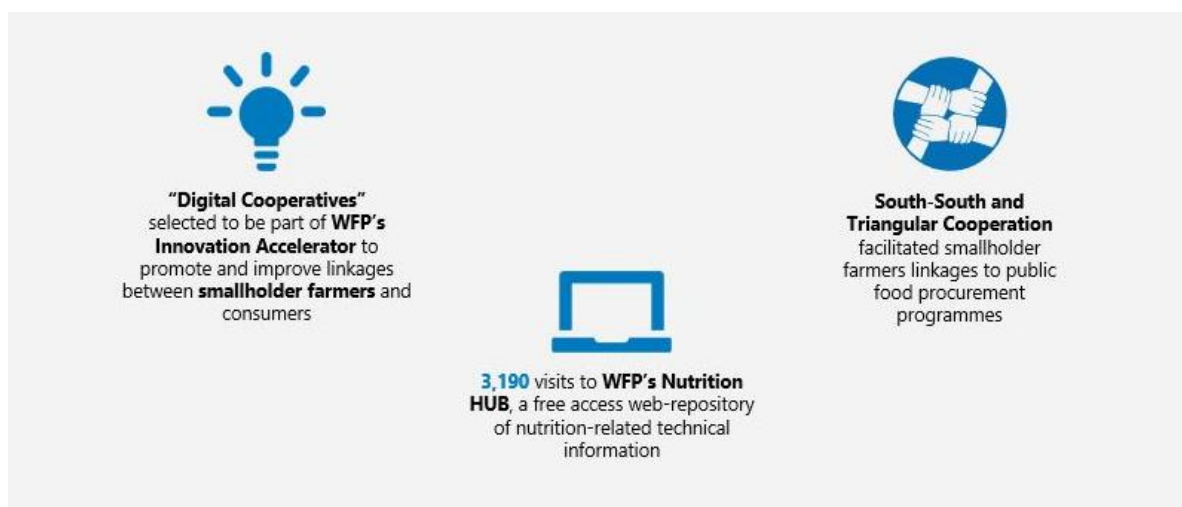 “Digital Cooperatives”
selected to be part of WFP’s
Innovation Accelerator to
promote and improve linkages
between smallholder farmers and
consumers
3,190 visits to WFP’s Nutrition
HUB, a free access web-repository
of nutrition-related technical
information
South-South and
Triangular Cooperation
facilitated smallholder
farmers linkages to public
food procurement
programmes